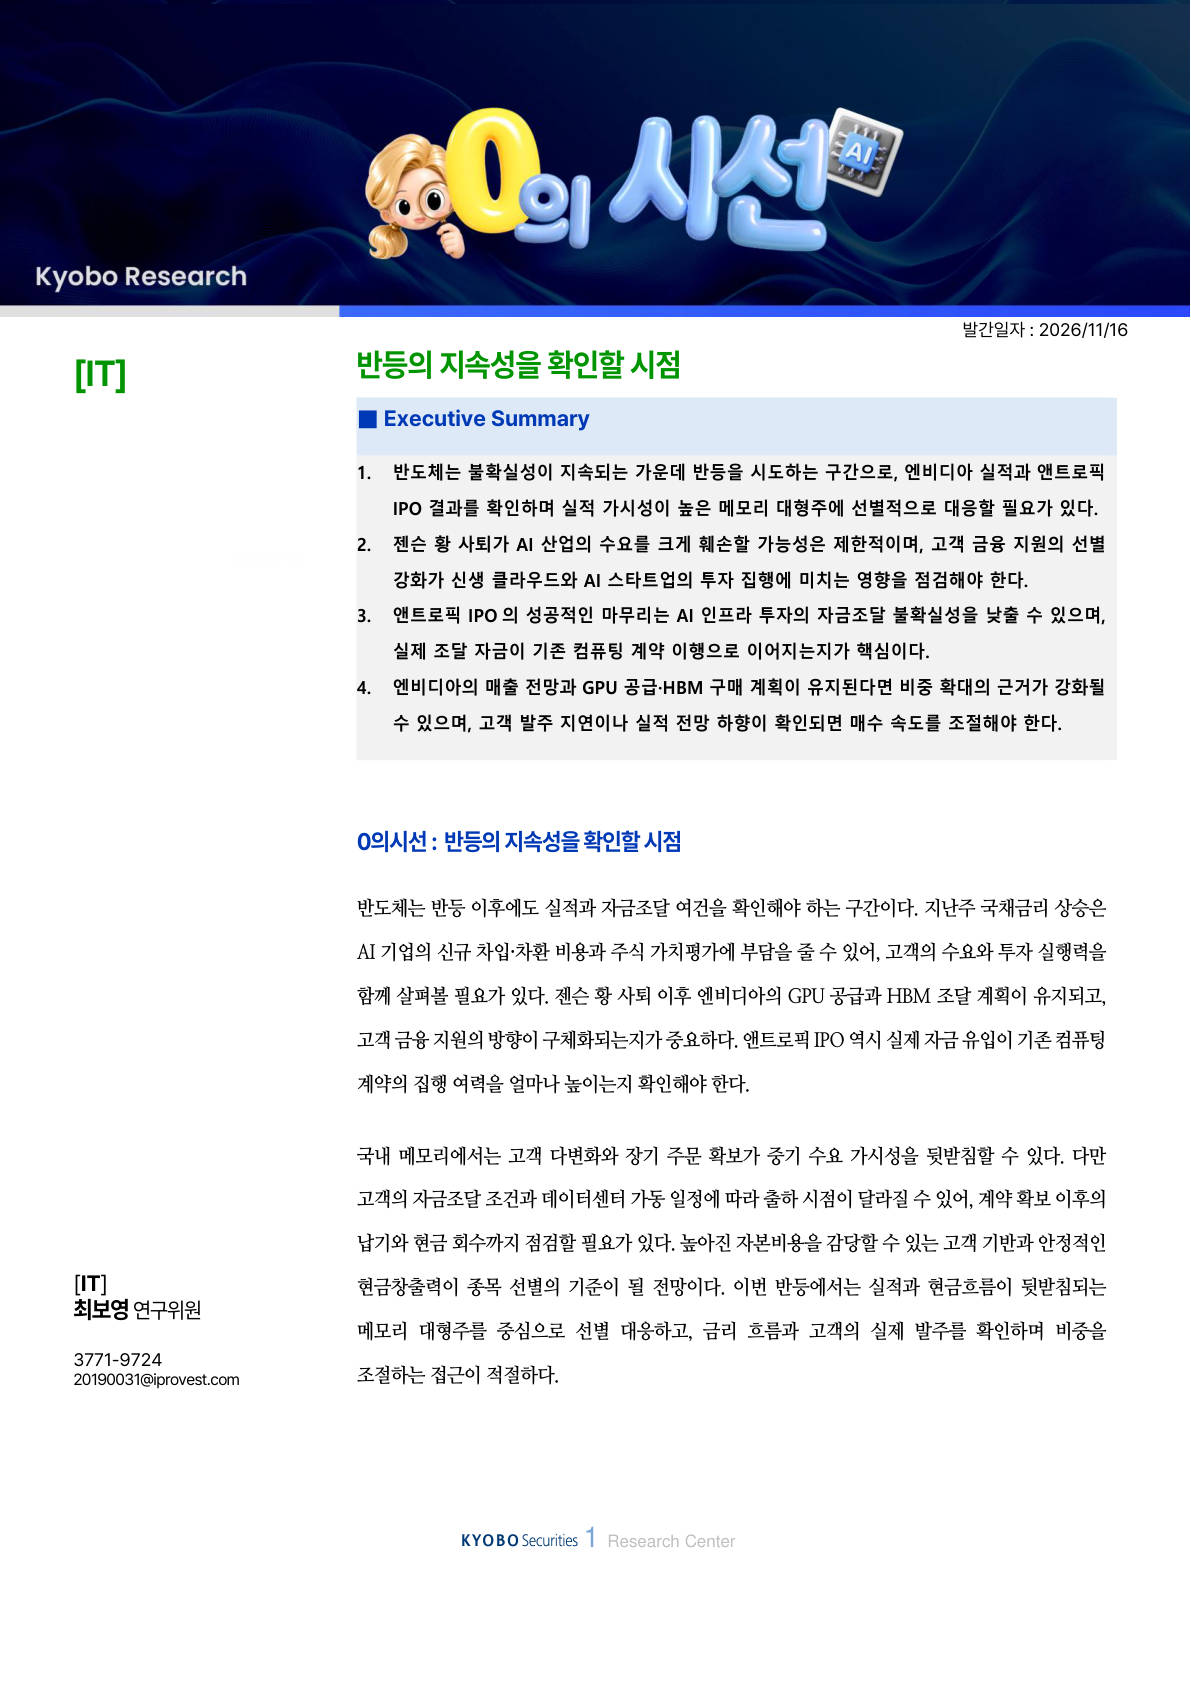 0의 시선
AI
Kyobo Research
발간일자 : 2026/11/16
[IT]
반등의 지속성을 확인할 시점
■ Executive Summary
1. 반도체는 불확실성이 지속되는 가운데 반등을 시도하는 구간으로, 엔비디아 실적과 앤트로픽
IPO 결과를 확인하며 실적 가시성이 높은 메모리 대형주에 선별적으로 대응할 필요가 있다.
2. 젠슨 황 사퇴가 AI 산업의 수요를 크게 훼손할 가능성은 제한적이며, 고객 금융 지원의 선별
강화가 신생 클라우드와 AI 스타트업의 투자 집행에 미치는 영향을 점검해야 한다.
3. 앤트로픽 IPO 의 성공적인 마무리는 AI 인프라 투자의 자금조달 불확실성을 낮출 수 있으며,
실제 조달 자금이 기존 컴퓨팅 계약 이행으로 이어지는지가 핵심이다.
4. 엔비디아의 매출 전망과 GPU 공급·HBM 구매 계획이 유지된다면 비중 확대의 근거가 강화될
수 있으며, 고객 발주 지연이나 실적 전망 하향이 확인되면 매수 속도를 조절해야 한다.
0의시선 : 반등의 지속성을 확인할 시점
반도체는 반등 이후에도 실적과 자금조달 여건을 확인해야 하는 구간이다. 지난주 국채금리 상승은
AI 기업의 신규 차입·차환 비용과 주식 가치평가에 부담을 줄 수 있어, 고객의 수요와 투자 실행력을
함께 살펴볼 필요가 있다. 젠슨 황 사퇴 이후 엔비디아의 GPU 공급과 HBM 조달 계획이 유지되고,
고객 금융 지원의 방향이 구체화되는지가 중요하다. 앤트로픽 IPO 역시 실제 자금 유입이 기존 컴퓨팅
계약의 집행 여력을 얼마나 높이는지 확인해야 한다.
국내 메모리에서는 고객 다변화와 장기 주문 확보가 중기 수요 가시성을 뒷받침할 수 있다. 다만
고객의 자금조달 조건과 데이터센터 가동 일정에 따라 출하 시점이 달라질 수 있어, 계약 확보 이후의
납기와 현금 회수까지 점검할 필요가 있다. 높아진 자본비용을 감당할 수 있는 고객 기반과 안정적인
현금창출력이 종목 선별의 기준이 될 전망이다. 이번 반등에서는 실적과 현금흐름이 뒷받침되는
메모리 대형주를 중심으로 선별 대응하고, 금리 흐름과 고객의 실제 발주를 확인하며 비중을
조절하는 접근이 적절하다.
[IT]
최보영 연구위원
3771-9724
20190031@iprovest.com
KYOBO Securities 1 Research Center